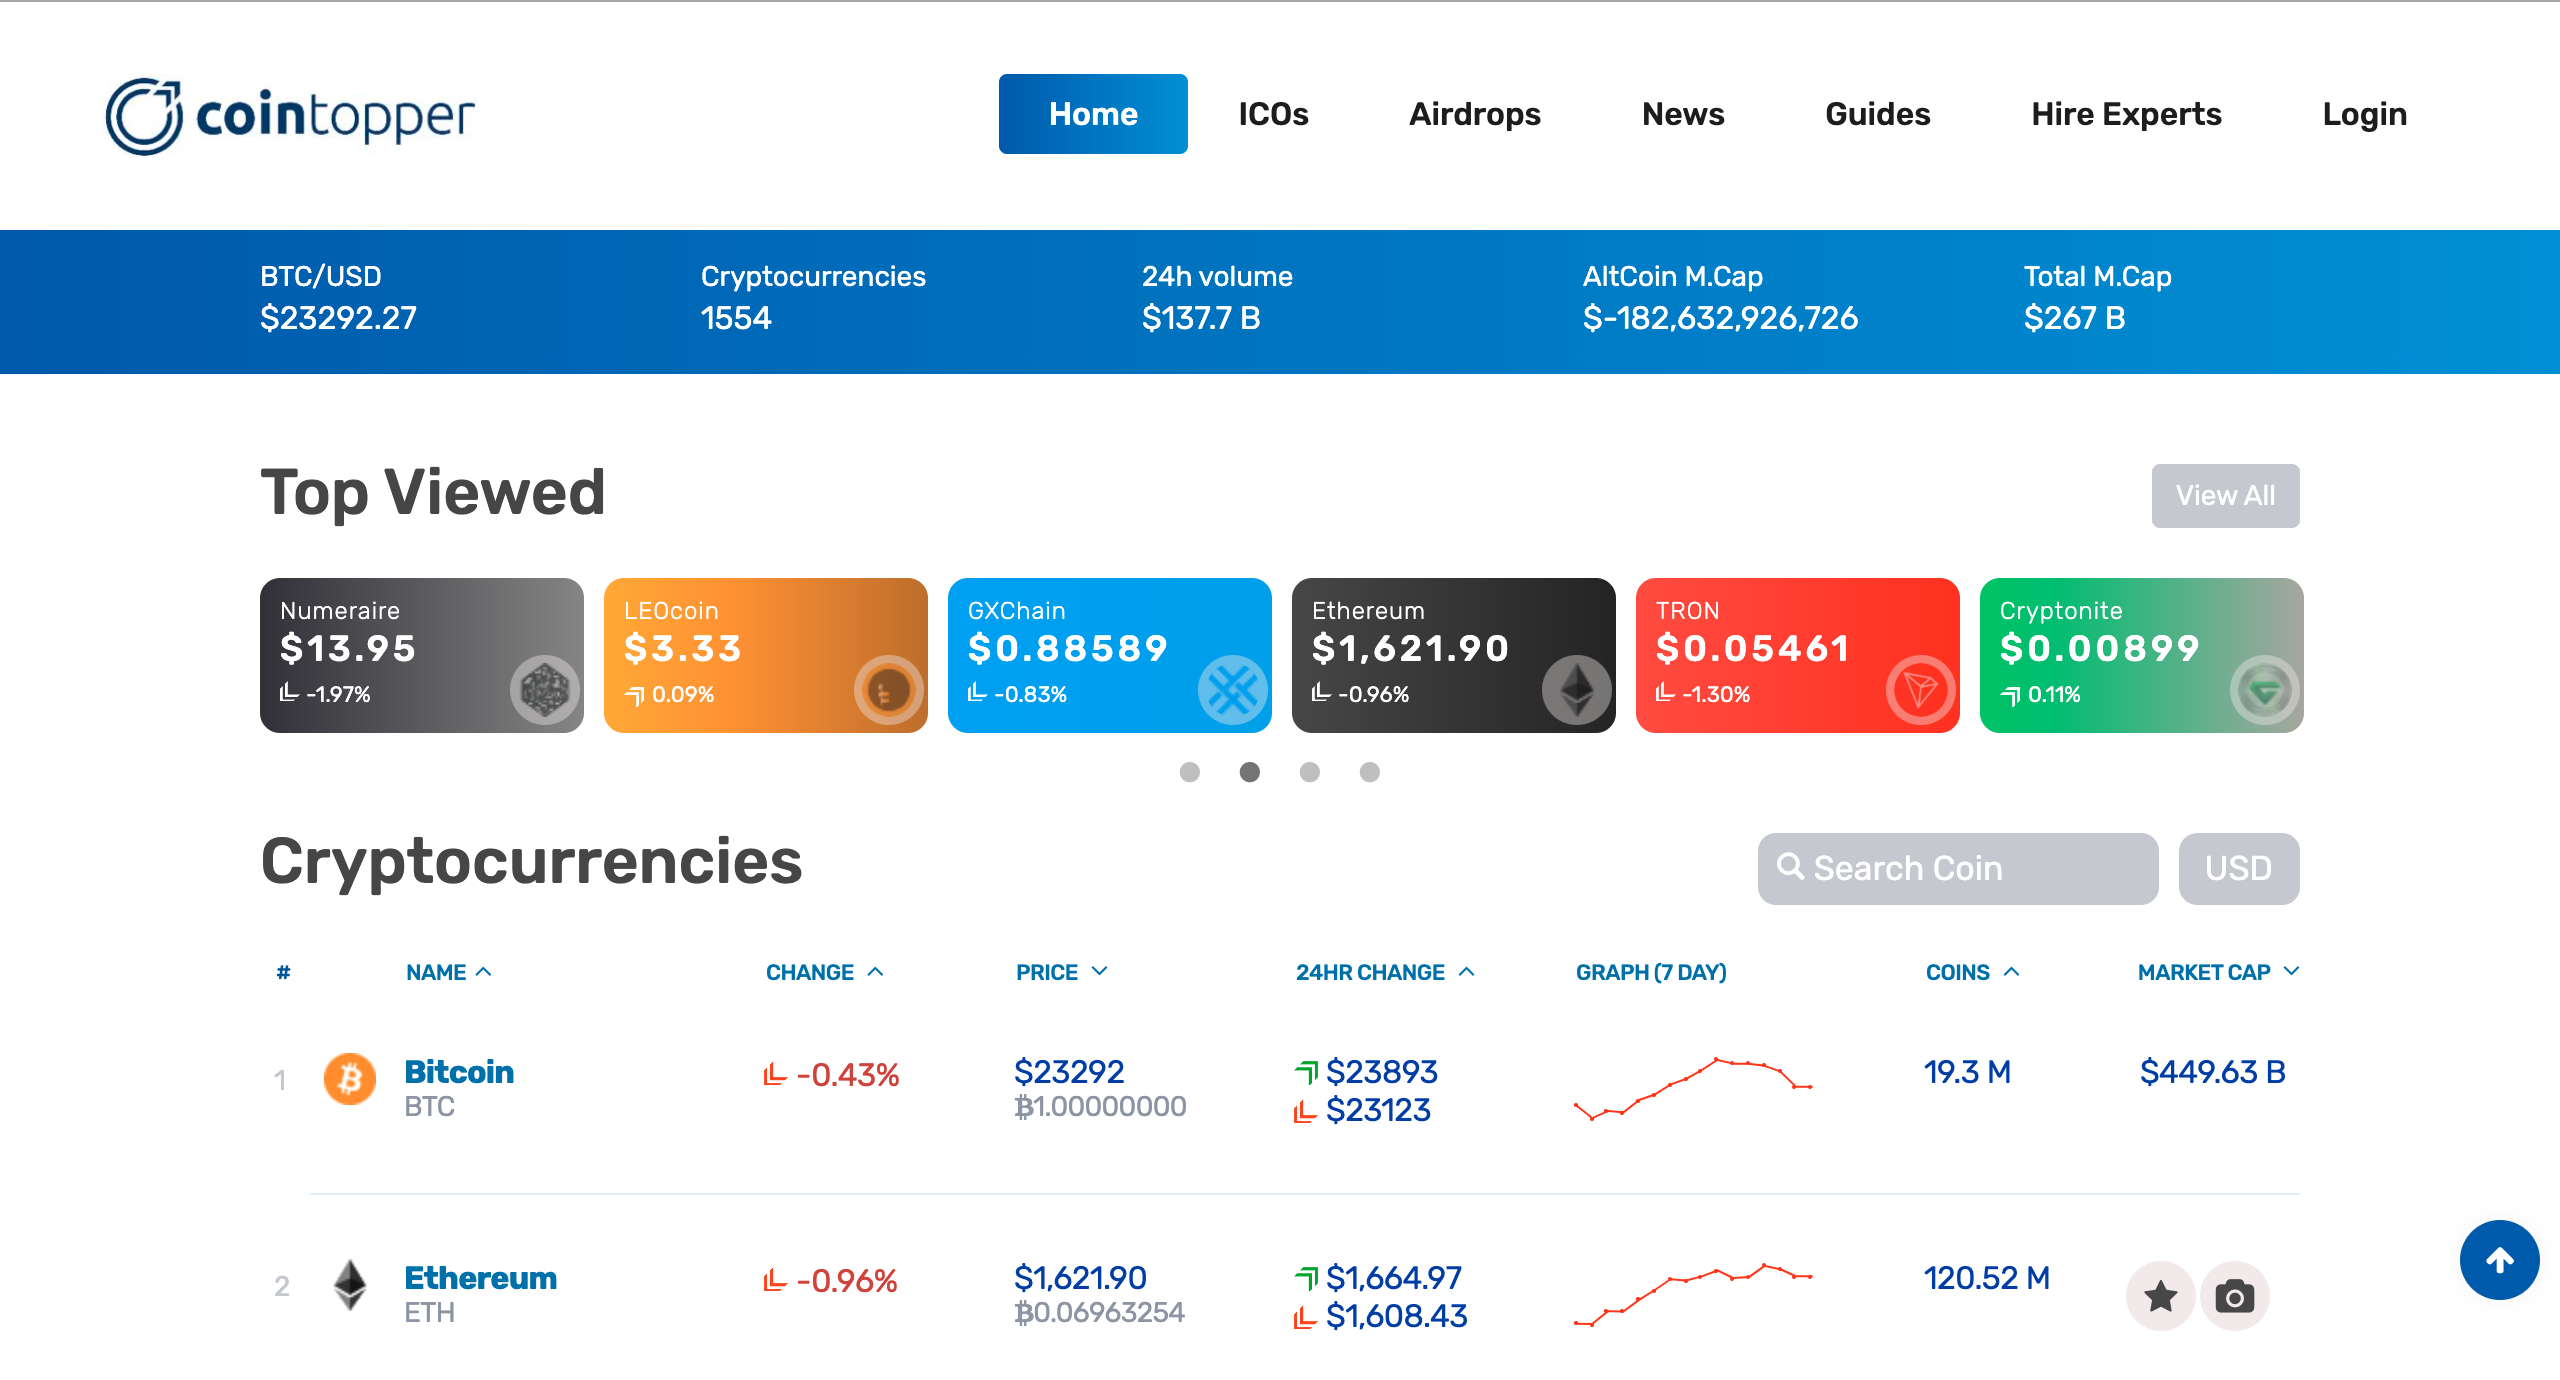 cointopper
Home ICOs Airdrops News Guides Hire Experts Login
BTC/USD Cryptocurrencies 24h volume AltCoin M.Cap Total M.Cap
$23292.27 1554 $137.7 B $-182,632,926,726 $267 B
Top Viewed View All
Numeraire LEOcoin GXChain Ethereum TRON Cryptonite
$13.95 $3.33 $0.88589 $1,621.90 $0.05461 $0.00899
-1.97% 0.09% -0.83% -0.96% -1.30% 0.11%
Cryptocurrencies Search Coin USD
# NAME CHANGE PRICE 24HR CHANGE GRAPH (7 DAY) COINS MARKET CAP
1 Bitcoin -0.43% $23292 $23893 19.3 M $449.63 B
BTC ₿1.00000000 $23123
2 Ethereum -0.96% $1,621.90 $1,664.97 120.52 M
ETH ₿0.06963254 $1,608.43